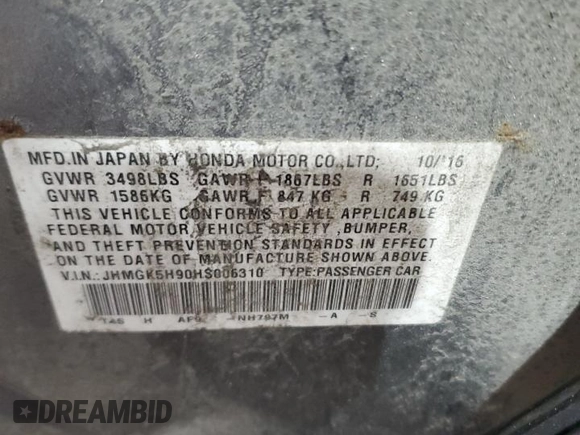 MFD. IN JAPAN BY HONDA MOTOR CO., LTD; 10/'16
GVWR 3498LBS GAWR F 1867LBS R 1651LBS
GVWR 1586KG GAWR F 847 KG R 749 KG
THIS VEHICLE CONFORMS TO ALL APPLICABLE
FEDERAL MOTOR VEHICLE SAFETY ,BUMPER,
AND THEFT PREVENTION STANDARDS IN EFFECT
ON THE DATE OF MANUFACTURE SHOWN ABOVE.
V.I.N.: JHMGK5H90HS006310 TYPE:PASSENGER CAR
H NH797M -A -S
DREAMBID